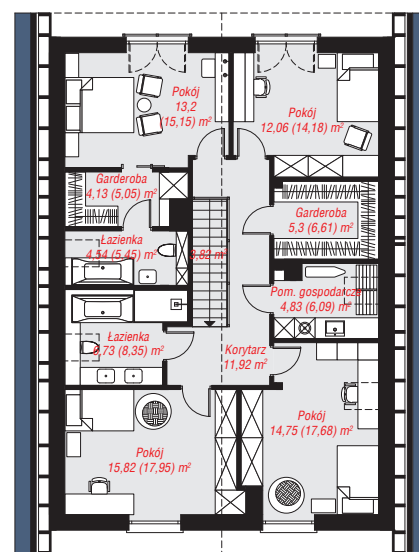 Pokój
13,2
(15,15) m²
Pokój
12,06 (14,18) m²
Garderoba
4,13 (5,05) m²
Garderoba
5,3 (6,61) m²
Łazienka
4,54 (5,45) m²
3,82 m²
Pom. gospodarcze
4,83 (6,09) m²
Łazienka
6,73 (8,35) m²
Korytarz
11,92 m²
Pokój
14,75 (17,68) m²
Pokój
15,82 (17,95) m²